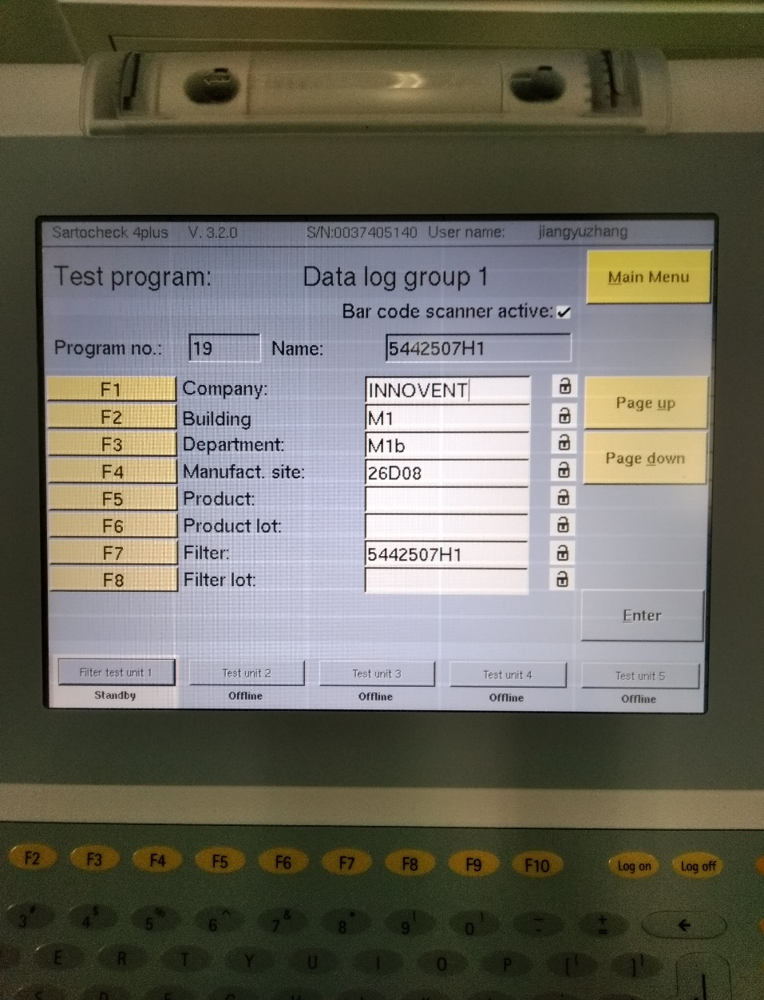 Sartocheck 4plus V. 3.2.0 S/N:0037405140 User name: jiangyuzhang
Test program: Data log group 1 Main Menu
Bar code scanner active:
Program no.: 19 Name: 5442507H1
F1 Company: INNOVENT
F2 Building M1
Page up
F3 Department: M1b
Page down
F4 Manufact. site: 26D08
F5 Product:
F6 Product lot:
F7 Filter: 5442507H1
F8 Filter lot:
Enter
Filter test unit 1 Test unit 2 Test unit 3 Test unit 4 Test unit 5
Standby Offline Offline Offline Offline
F2 F3 F4 F5 F6 F7 F8 F9 F10 Log on Log off
3 # 4 $ 5 % 6 ^ 7 & 8 * 9 ( 0 ) - + = ←
E R T Y U I O P [ ]